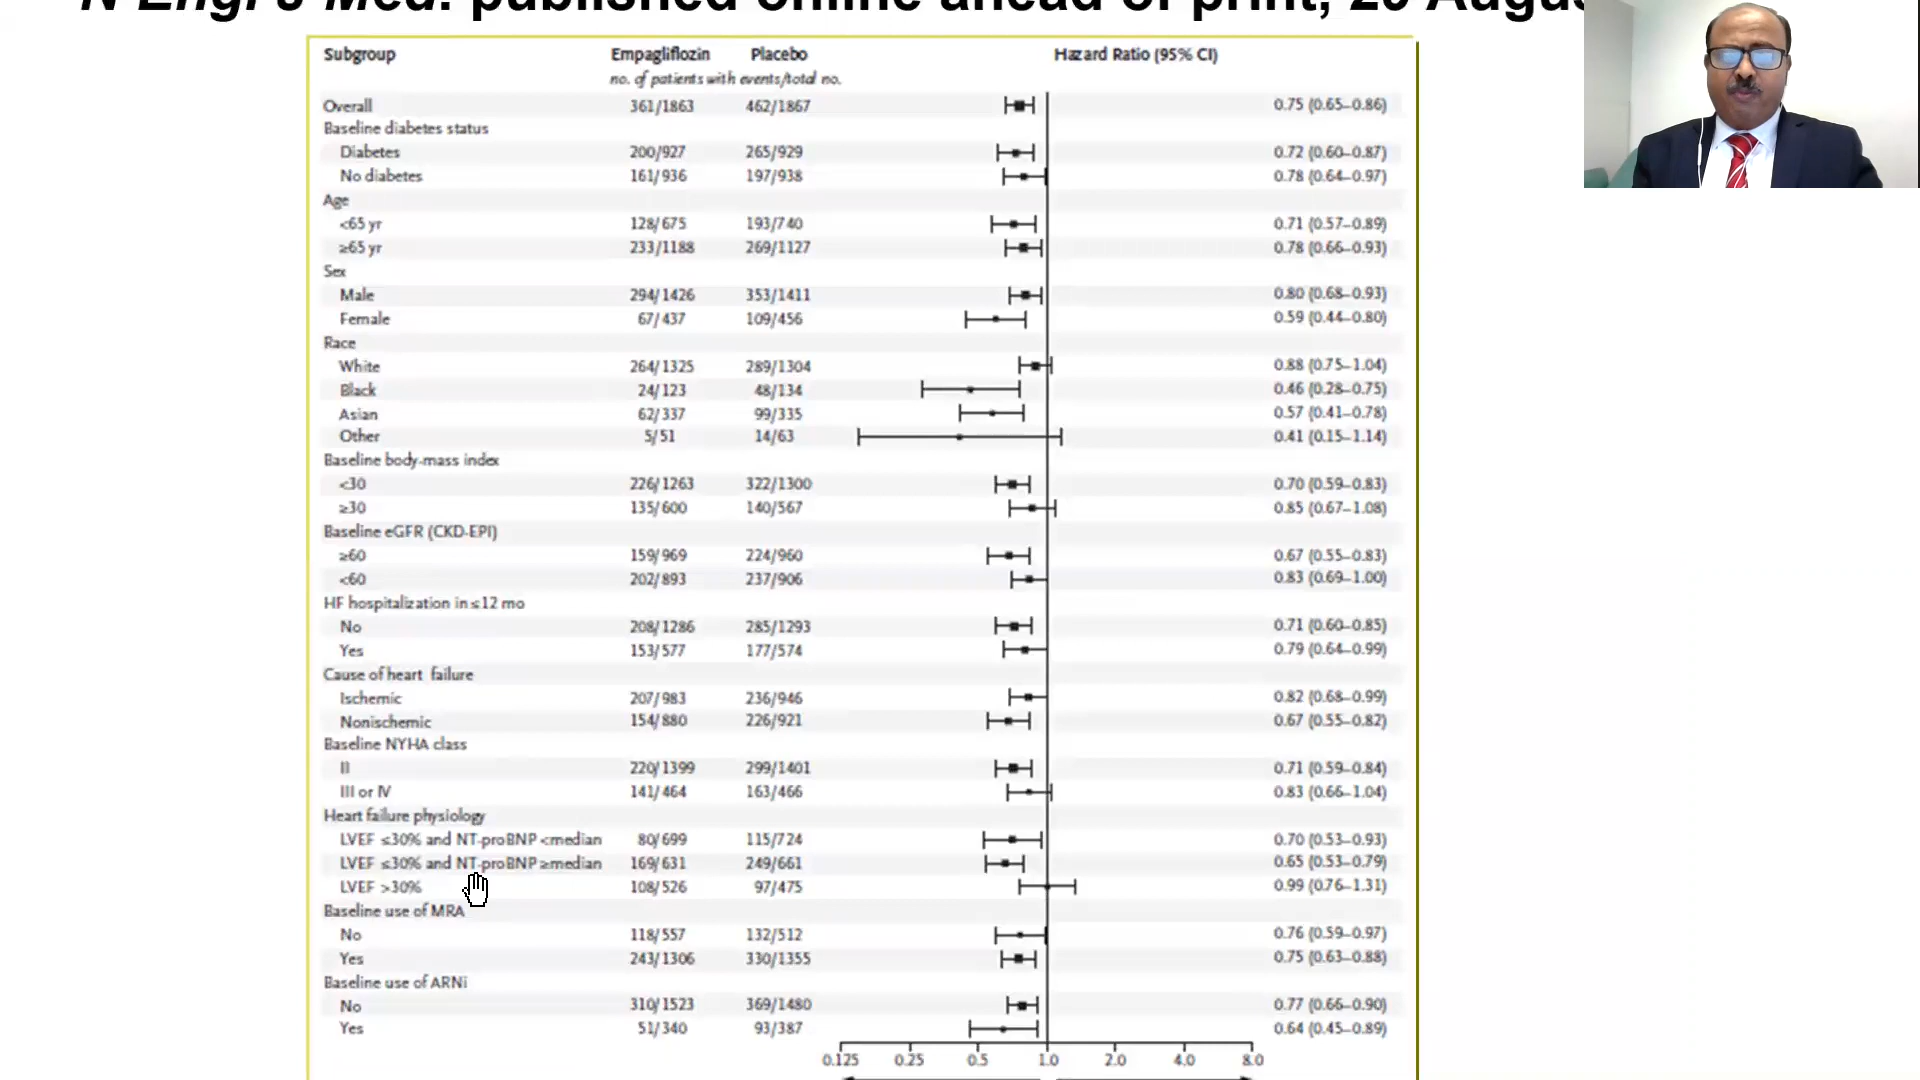 N Engl J Med. published online ahead of print, 29 Augus
Subgroup Empagliflozin Placebo Hazard Ratio (95% CI)
no. of patients with events/total no.
Overall 361/1863 462/1867 0.75 (0.65–0.86)
Baseline diabetes status
Diabetes 200/927 265/929 0.72 (0.60–0.87)
No diabetes 161/936 197/938 0.78 (0.64–0.97)
Age
<65 yr 128/675 193/740 0.71 (0.57–0.89)
≥65 yr 233/1188 269/1127 0.78 (0.66–0.93)
Sex
Male 294/1426 353/1411 0.80 (0.68–0.93)
Female 67/437 109/456 0.59 (0.44–0.80)
Race
White 264/1325 289/1304 0.88 (0.75–1.04)
Black 24/123 48/134 0.46 (0.28–0.75)
Asian 62/337 99/335 0.57 (0.41–0.78)
Other 5/51 14/63 0.41 (0.15–1.14)
Baseline body-mass index
<30 226/1263 322/1300 0.70 (0.59–0.83)
≥30 135/600 140/567 0.85 (0.67–1.08)
Baseline eGFR (CKD-EPI)
≥60 159/969 224/960 0.67 (0.55–0.83)
<60 202/893 237/906 0.83 (0.69–1.00)
HF hospitalization in ≤12 mo
No 208/1286 285/1293 0.71 (0.60–0.85)
Yes 153/577 177/574 0.79 (0.64–0.99)
Cause of heart failure
Ischemic 207/983 236/946 0.82 (0.68–0.99)
Nonischemic 154/880 226/921 0.67 (0.55–0.82)
Baseline NYHA class
II 220/1399 299/1401 0.71 (0.59–0.84)
III or IV 141/464 163/466 0.83 (0.66–1.04)
Heart failure physiology
LVEF ≤30% and NT-proBNP <median 80/699 115/724 0.70 (0.53–0.93)
LVEF ≤30% and NT-proBNP ≥median 169/631 249/661 0.65 (0.53–0.79)
LVEF >30% 108/526 97/475 0.99 (0.76–1.31)
Baseline use of MRA
No 118/557 132/512 0.76 (0.59–0.97)
Yes 243/1306 330/1355 0.75 (0.63–0.88)
Baseline use of ARNi
No 310/1523 369/1480 0.77 (0.66–0.90)
Yes 51/340 93/387 0.64 (0.45–0.89)
0.125 0.25 0.5 1.0 2.0 4.0 8.0